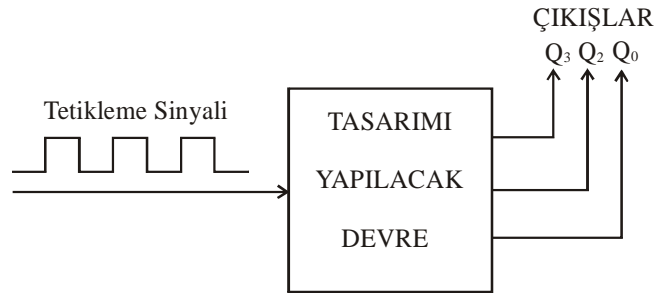 ÇIKIŞLAR
Q₃ Q₂ Q₀
Tetikleme Sinyali
TASARIMI
YAPILACAK
DEVRE